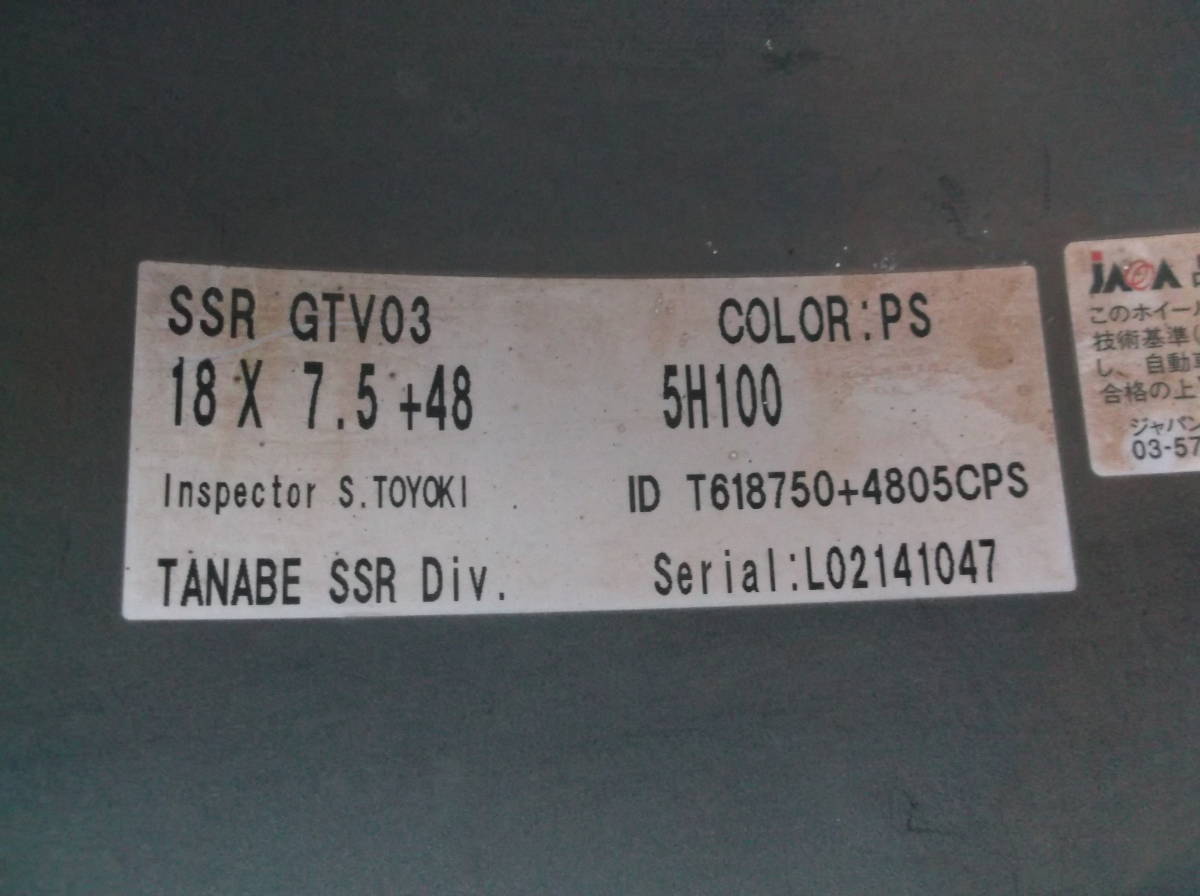 SSR GTV03 COLOR:PS
18 X 7.5 +48 5H100
Inspector S.TOYOKI ID T618750+4805CPS
TANABE SSR Div. Serial:L02141047
JAWA
このホイール
技術基準(
し、自動車
合格の上
ジャパン
03-57